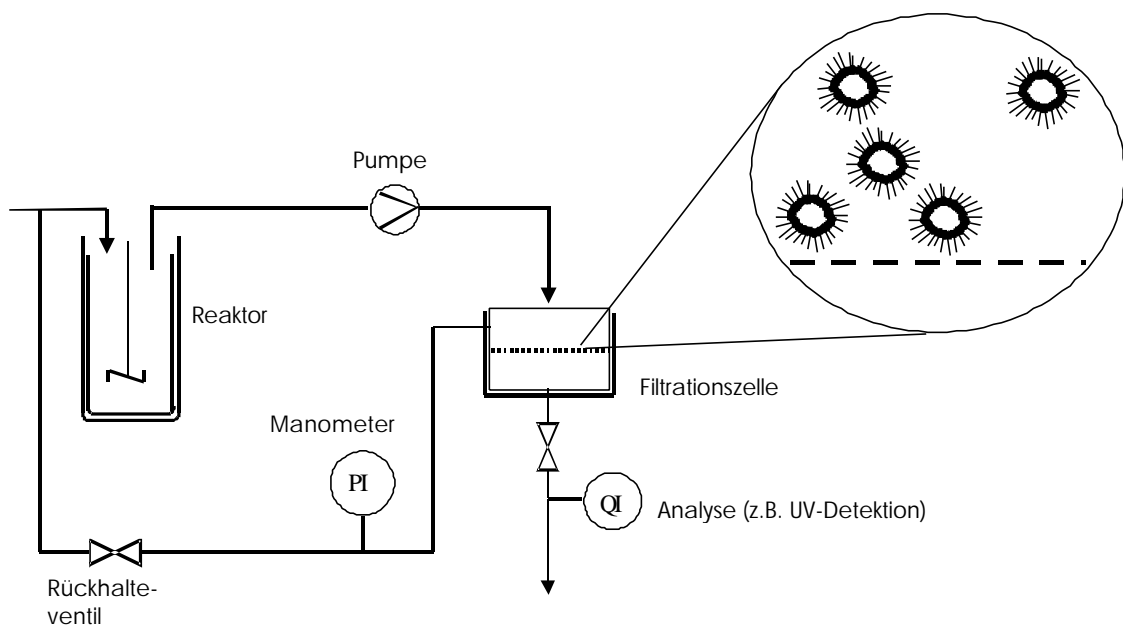 Pumpe
Reaktor
Filtrationszelle
Manometer
PI
QI
Analyse (z.B. UV-Detektion)
Rückhalte-
ventil